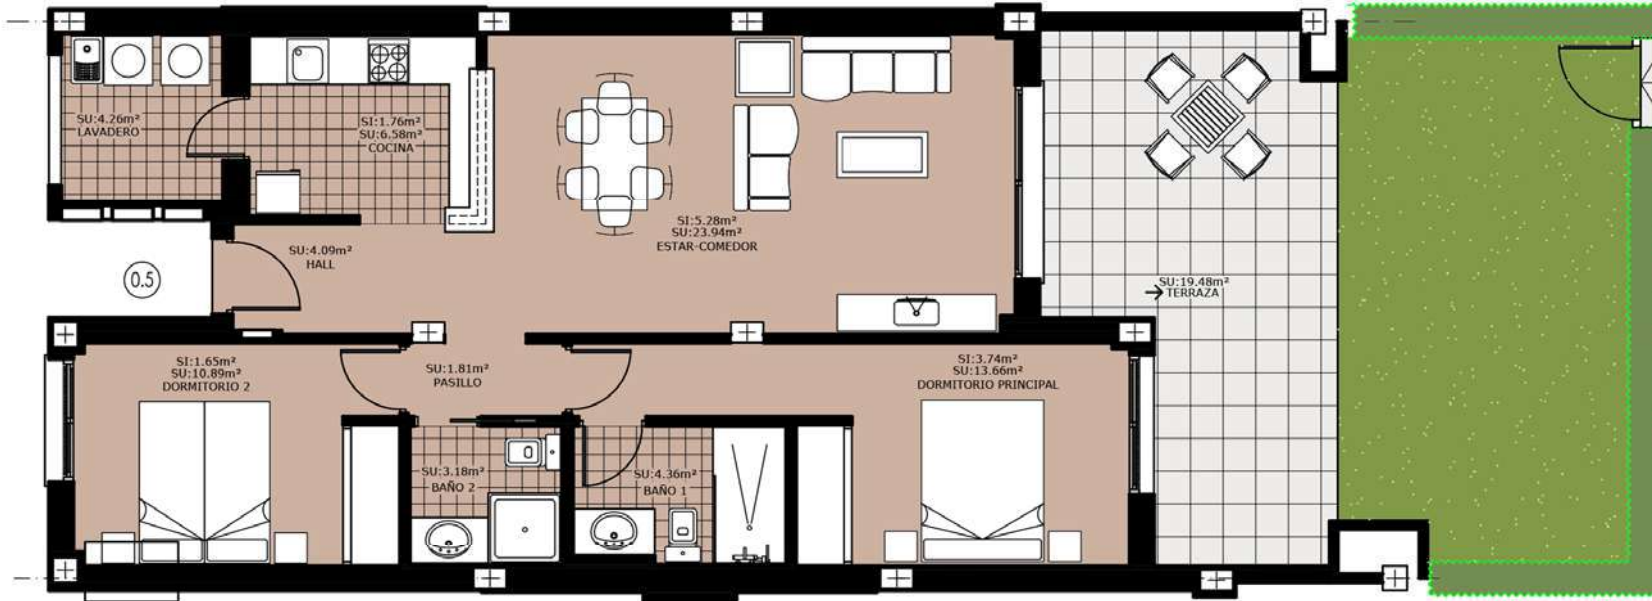 SU:4.26m²
LAVADERO
SI:1.76m²
SU:6.58m²
COCINA
SI:5.28m²
SU:23.94m²
ESTAR-COMEDOR
SU:4.09m²
HALL
0.5
SU:19.48m²
TERRAZA
SI:1.65m²
SU:10.89m²
DORMITORIO 2
SU:1.81m²
PASILLO
SI:3.74m²
SU:13.66m²
DORMITORIO PRINCIPAL
SU:3.18m²
BAÑO 2
SU:4.36m²
BAÑO 1